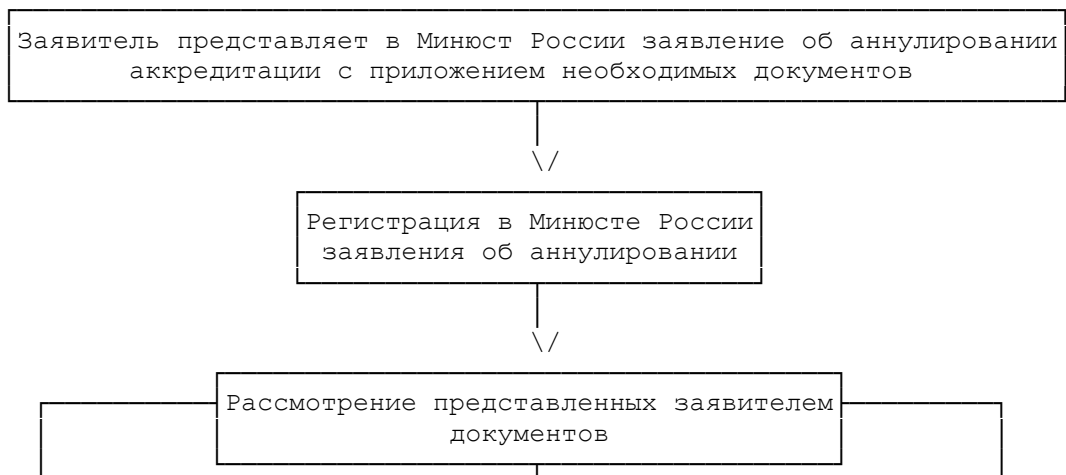 Заявитель представляет в Минюст России заявление об аннулировании
аккредитации с приложением необходимых документов
Регистрация в Минюсте России
заявления об аннулировании
Рассмотрение представленных заявителем
документов